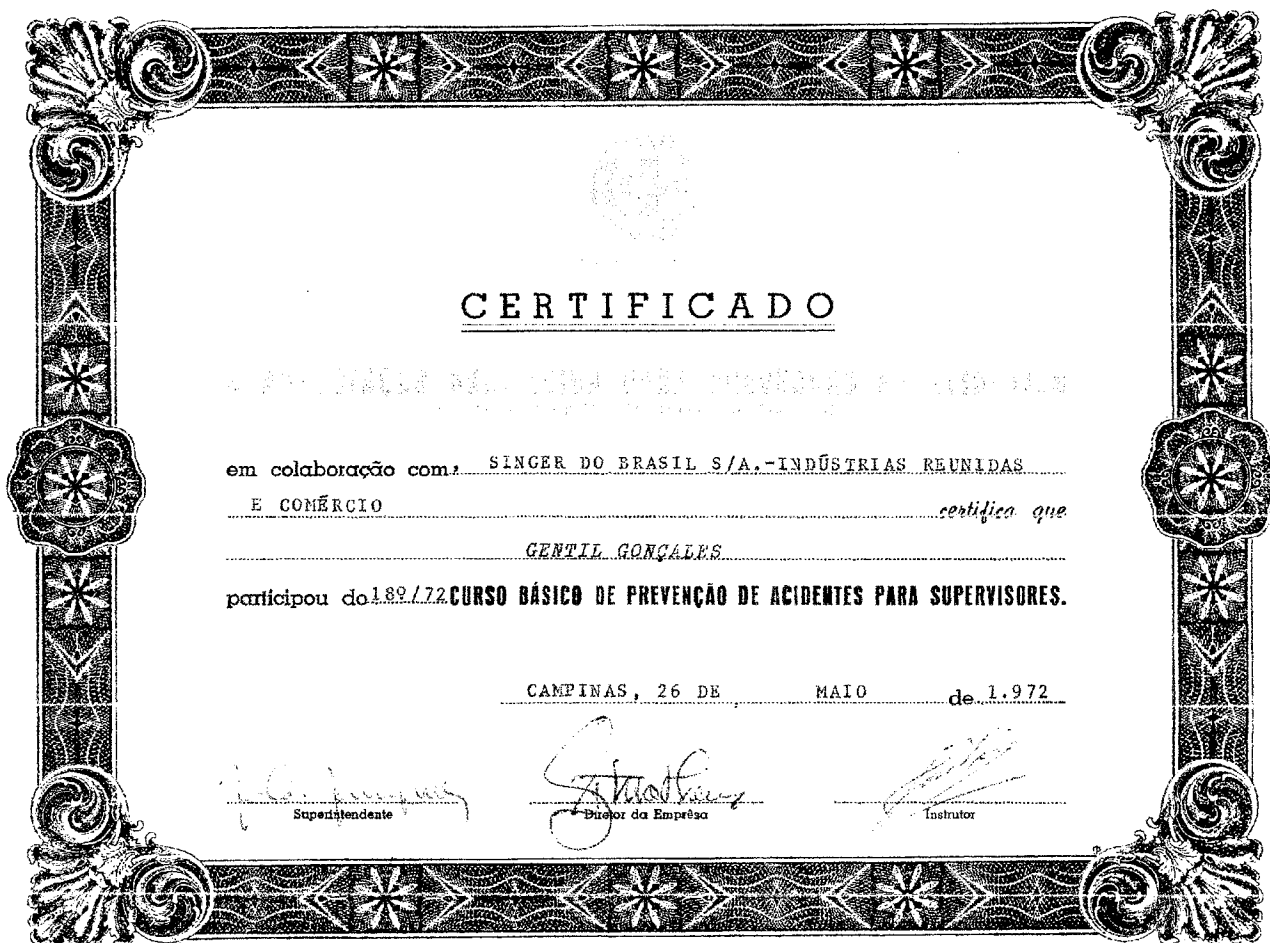 CERTIFICADO
em colaboração com: SINGER DO BRASIL S/A.-INDÚSTRIAS REUNIDAS
E COMÉRCIO certifica que
GENTIL GONÇALES
participou do 189/72 CURSO BÁSICO DE PREVENÇÃO DE ACIDENTES PARA SUPERVISORES.
CAMPINAS, 26 DE MAIO de 1.972
Superintendente Diretor da Emprêsa Instrutor